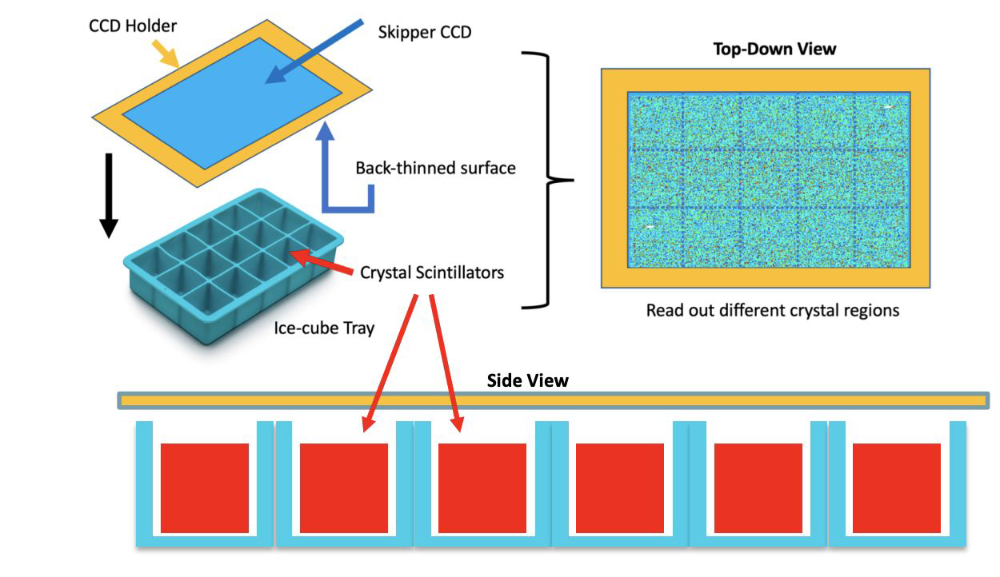 CCD Holder
Skipper CCD
Top-Down View
Back-thinned surface
Crystal Scintillators
Ice-cube Tray
Read out different crystal regions
Side View